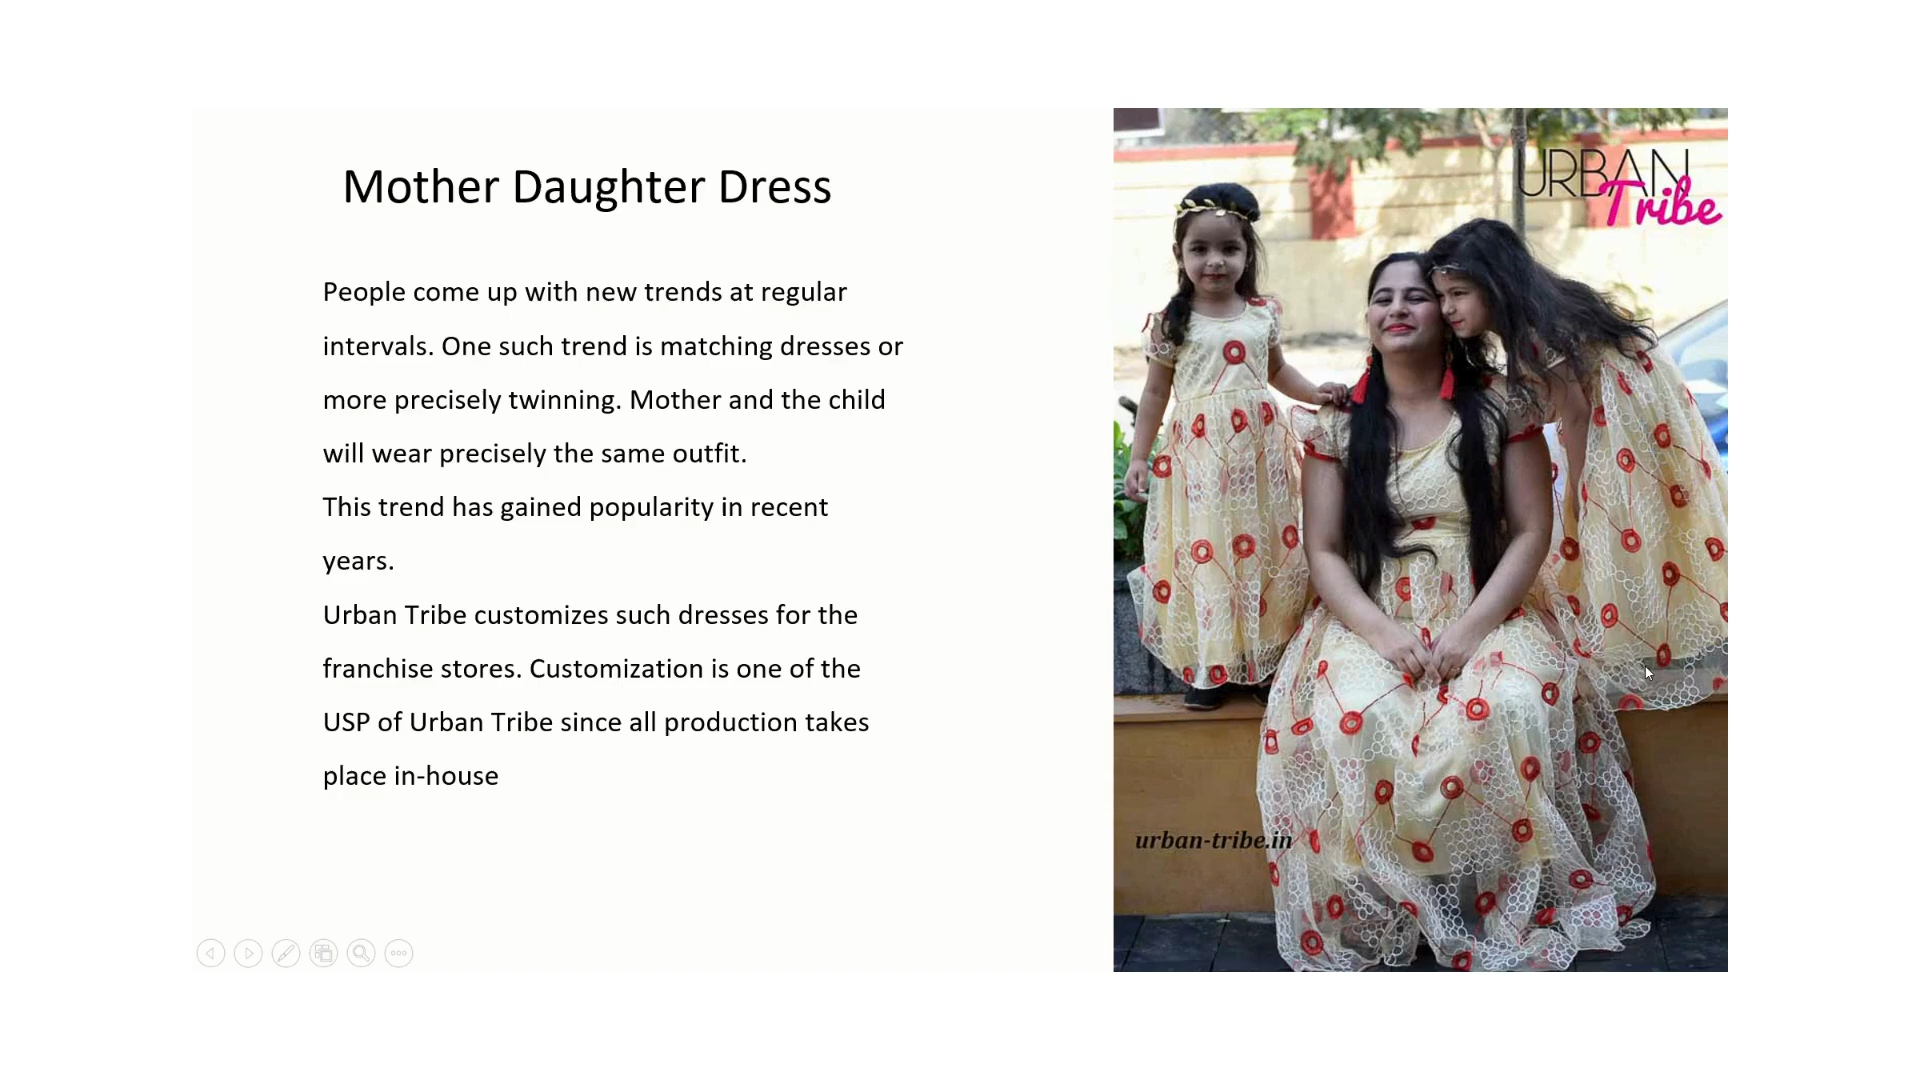 Mother Daughter Dress
People come up with new trends at regular
intervals. One such trend is matching dresses or
more precisely twinning. Mother and the child
will wear precisely the same outfit.
This trend has gained popularity in recent
years.
Urban Tribe customizes such dresses for the
franchise stores. Customization is one of the
USP of Urban Tribe since all production takes
place in-house
URBAN
Tribe
urban-tribe.in